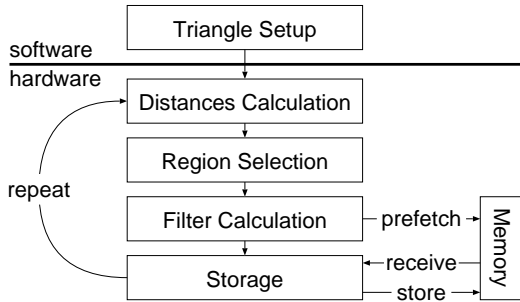 Triangle Setup
software
hardware
Distances Calculation
Region Selection
repeat
Filter Calculation
prefetch
Memory
receive
Storage
store